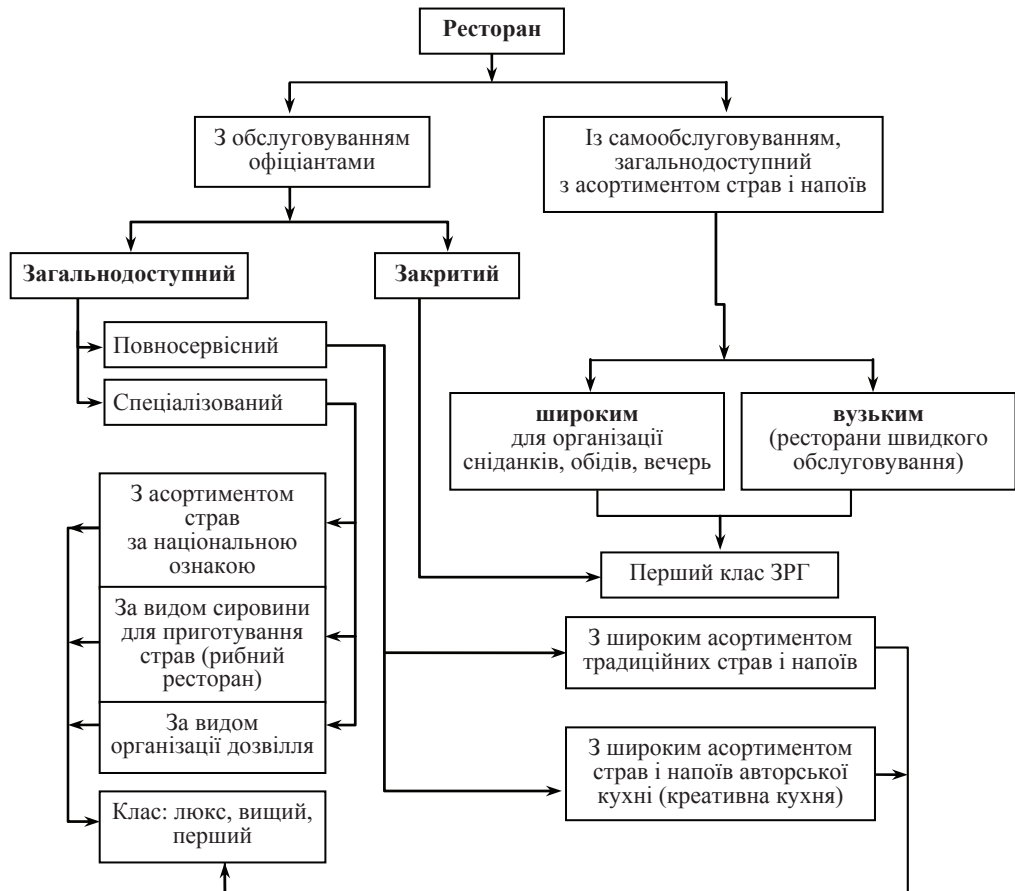 Ресторан
З обслуговуванням
офіціантами
Із самообслуговуванням,
загальнодоступний
з асортиментом страв і напоїв
Загальнодоступний
Закритий
Повносервісний
Спеціалізований
широким
для організації
сніданків, обідів, вечерь
вузьким
(ресторани швидкого
обслуговування)
З асортиментом
страв
за національною
ознакою
Перший клас ЗРГ
За видом сировини
для приготування
страв (рибний
ресторан)
З широким асортиментом
традиційних страв і напоїв
За видом
організації дозвілля
З широким асортиментом
страв і напоїв авторської
кухні (креативна кухня)
Клас: люкс, вищий,
перший